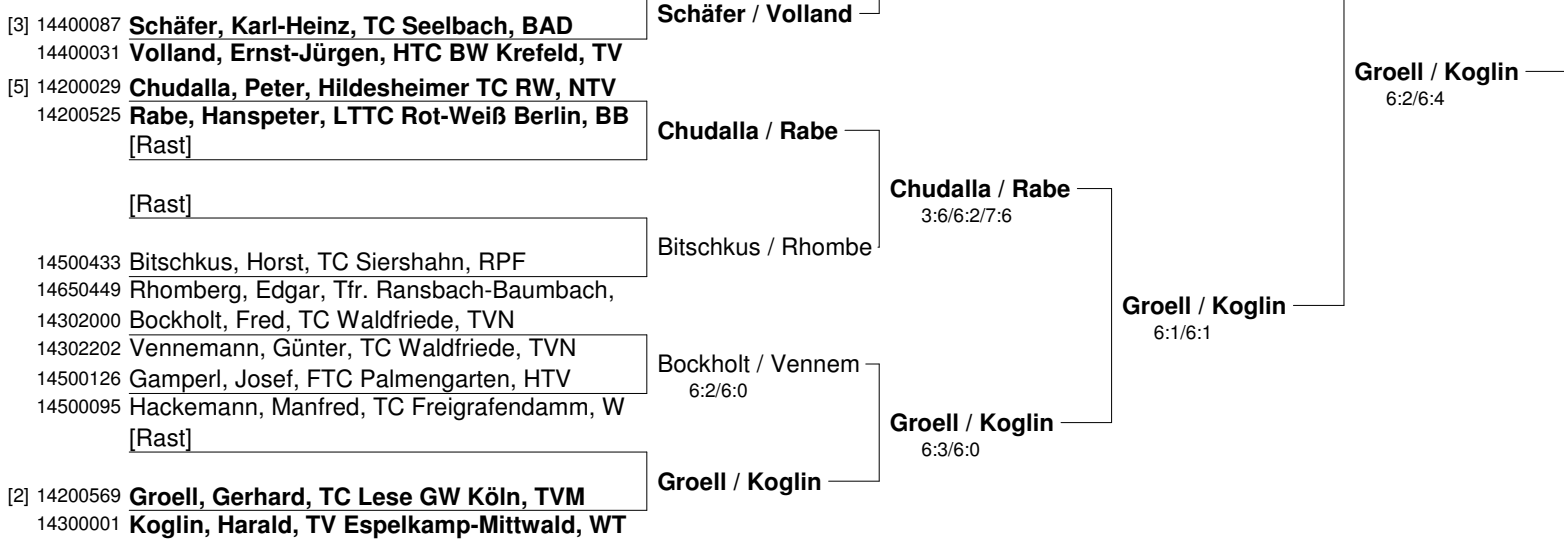 [3] 14400087 Schäfer, Karl-Heinz, TC Seelbach, BAD
14400031 Volland, Ernst-Jürgen, HTC BW Krefeld, TV
[5] 14200029 Chudalla, Peter, Hildesheimer TC RW, NTV
14200525 Rabe, Hanspeter, LTTC Rot-Weiß Berlin, BB
[Rast]
[Rast]
14500433 Bitschkus, Horst, TC Siershahn, RPF
14650449 Rhomberg, Edgar, Tfr. Ransbach-Baumbach,
14302000 Bockholt, Fred, TC Waldfriede, TVN
14302202 Vennemann, Günter, TC Waldfriede, TVN
14500126 Gamperl, Josef, FTC Palmengarten, HTV
14500095 Hackemann, Manfred, TC Freigrafendamm, W
[Rast]
[2] 14200569 Groell, Gerhard, TC Lese GW Köln, TVM
14300001 Koglin, Harald, TV Espelkamp-Mittwald, WT
Schäfer / Volland
Chudalla / Rabe
Bitschkus / Rhombe
Bockholt / Vennem
6:2/6:0
Groell / Koglin
Chudalla / Rabe
3:6/6:2/7:6
Groell / Koglin
6:3/6:0
Groell / Koglin
6:1/6:1
Groell / Koglin
6:2/6:4